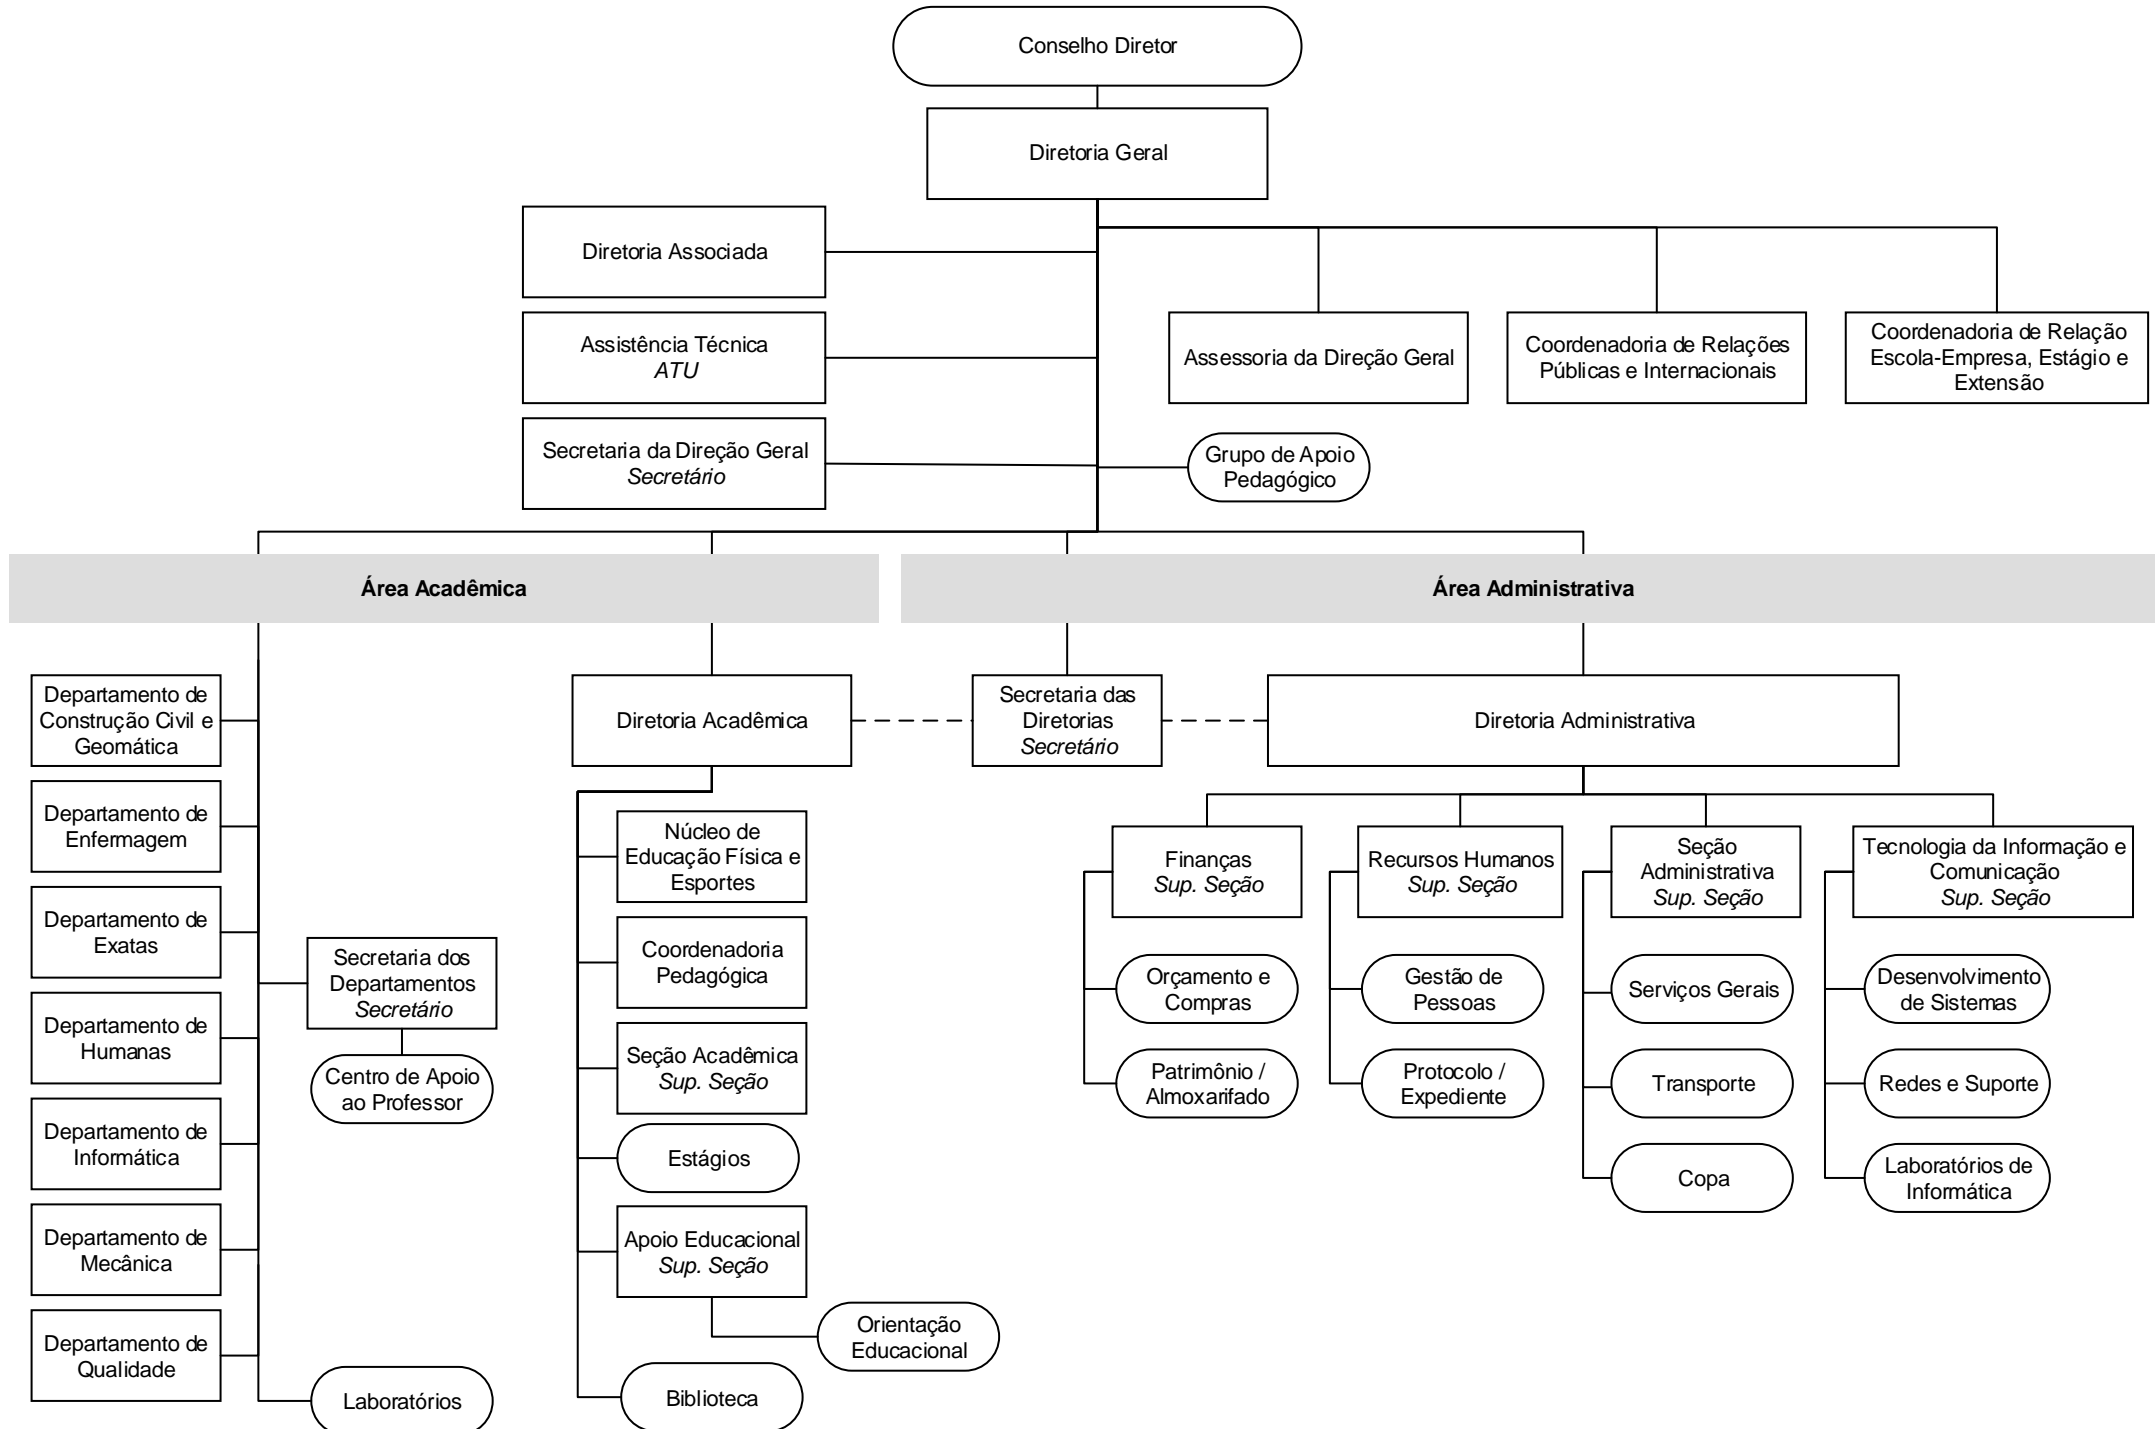 Conselho Diretor
Diretoria Geral
Diretoria Associada
Assistência Técnica
ATU
Secretaria da Direção Geral
Secretário
Assessoria da Direção Geral
Coordenadoria de Relações
Públicas e Internacionais
Coordenadoria de Relação
Escola-Empresa, Estágio e
Extensão
Grupo de Apoio
Pedagógico
Área Acadêmica
Área Administrativa
Departamento de
Construção Civil e
Geomática
Departamento de
Enfermagem
Departamento de
Exatas
Departamento de
Humanas
Departamento de
Informática
Departamento de
Mecânica
Departamento de
Qualidade
Secretaria dos
Departamentos
Secretário
Centro de Apoio
ao Professor
Laboratórios
Diretoria Acadêmica
Núcleo de
Educação Física e
Esportes
Coordenadoria
Pedagógica
Seção Acadêmica
Sup. Seção
Estágios
Apoio Educacional
Sup. Seção
Orientação
Educacional
Biblioteca
Secretaria das
Diretorias
Secretário
Diretoria Administrativa
Finanças
Sup. Seção
Orçamento e
Compras
Patrimônio /
Almoxarifado
Recursos Humanos
Sup. Seção
Gestão de
Pessoas
Protocolo /
Expediente
Seção
Administrativa
Sup. Seção
Serviços Gerais
Transporte
Copa
Tecnologia da Informação e
Comunicação
Sup. Seção
Desenvolvimento
de Sistemas
Redes e Suporte
Laboratórios de
Informática